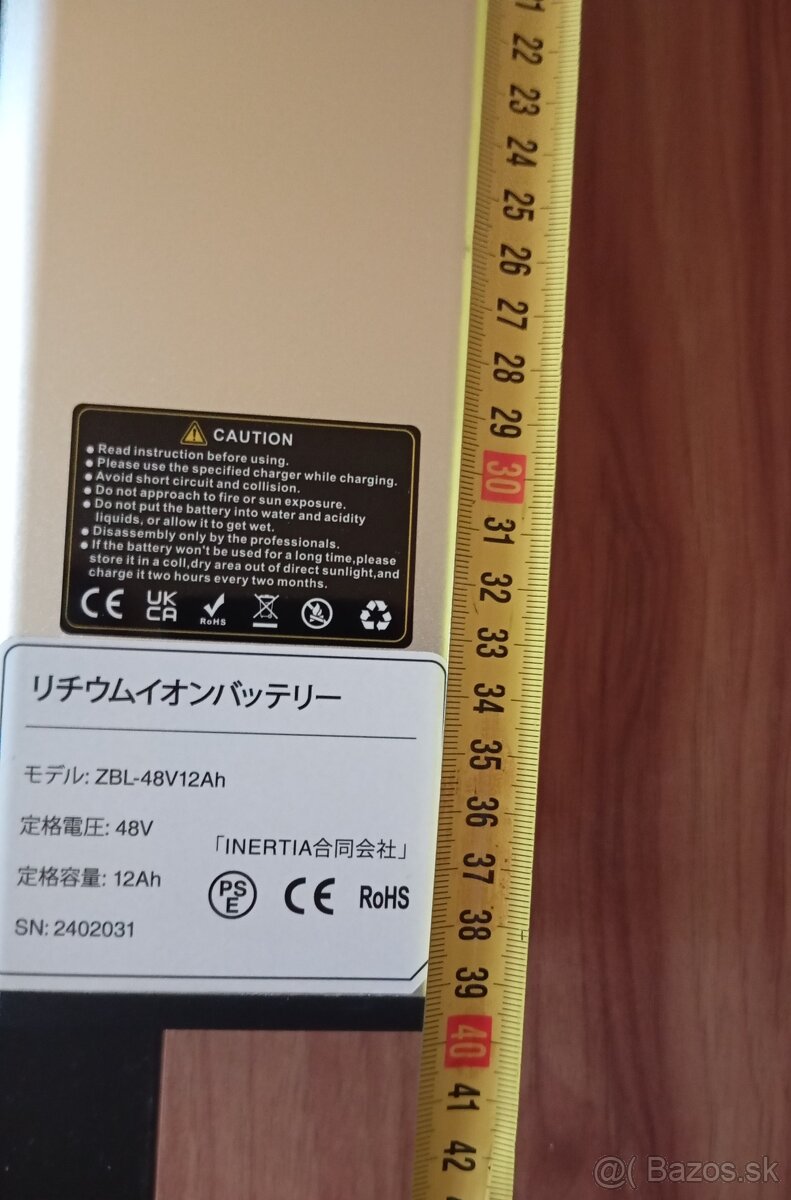 CAUTION
● Read instruction before using.
● Please use the specified charger while charging.
● Avoid short circuit and collision.
● Do not approach to fire or sun exposure.
● Do not put the battery into water and acidity
liquids, or allow it to get wet.
● Disassembly only by the professionals.
● If the battery won't be used for a long time,please
store it in a coll,dry area out of direct sunlight,and
charge it two hours every two months.
CE UK CA RoHS
リチウムイオンバッテリー
モデル: ZBL-48V12Ah
定格電圧: 48V
「INERTIA合同会社」
定格容量: 12Ah
PSE CE RoHS
SN: 2402031
22
23
24
25
26
27
28
29
30
31
32
33
34
35
36
37
38
39
40
41
42
@( Bazos.sk